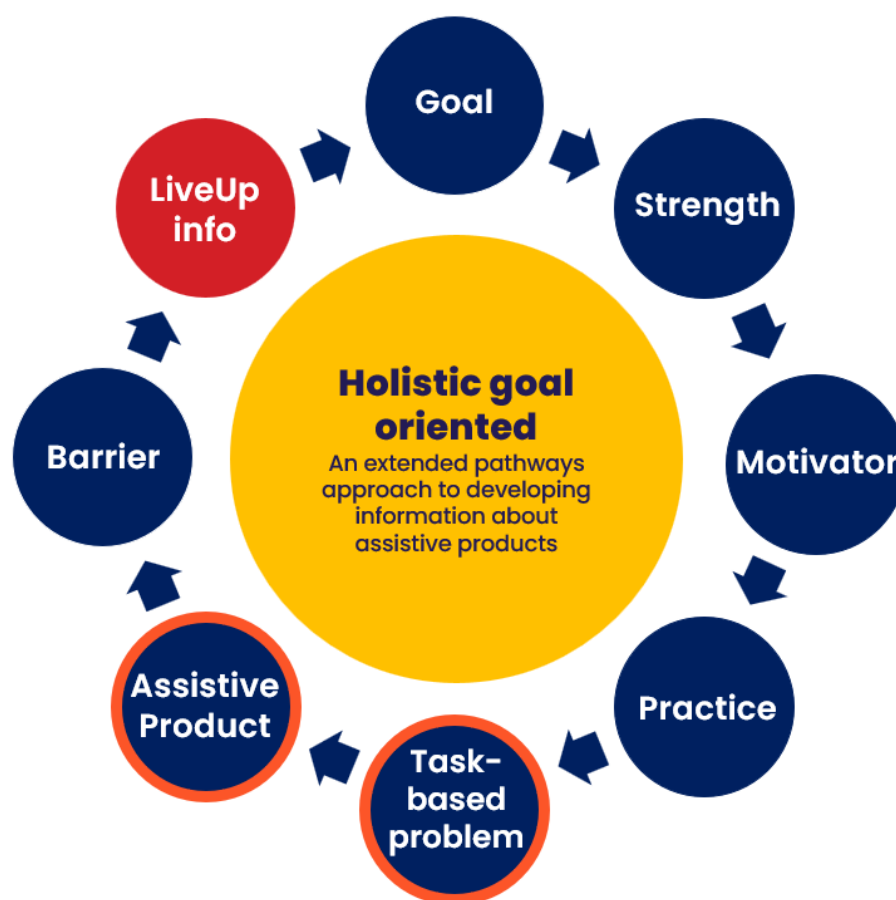 Goal
Strength
Motivator
Practice
Task-
based
problem
Assistive
Product
Barrier
LiveUp
info
Holistic goal
oriented
An extended pathways
approach to developing
information about
assistive products